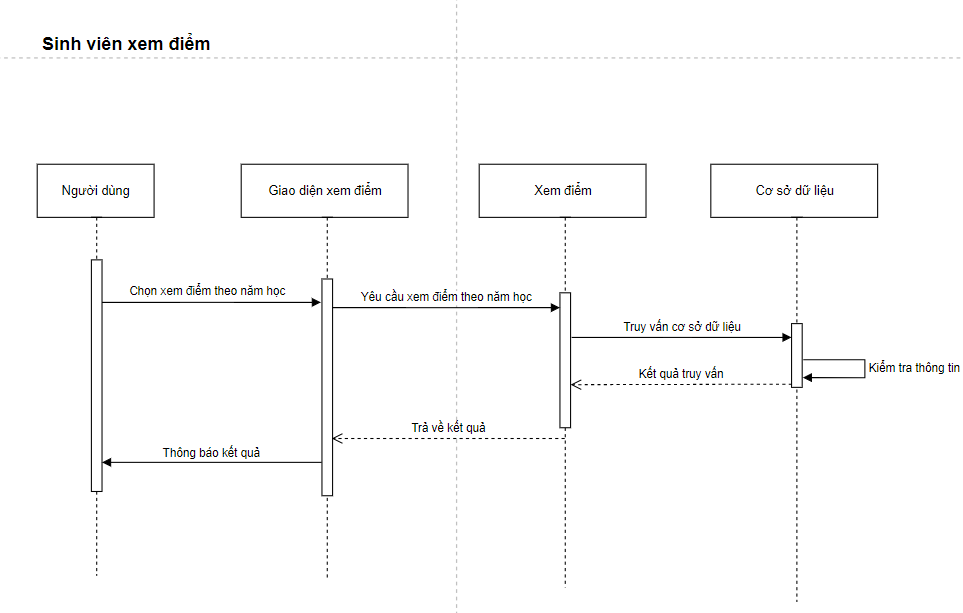 Sinh viên xem điểm
Người dùng
Giao diện xem điểm
Xem điểm
Cơ sở dữ liệu
Chọn xem điểm theo năm học
Yêu cầu xem điểm theo năm học
Truy vấn cơ sở dữ liệu
Kiểm tra thông tin
Kết quả truy vấn
Trả về kết quả
Thông báo kết quả